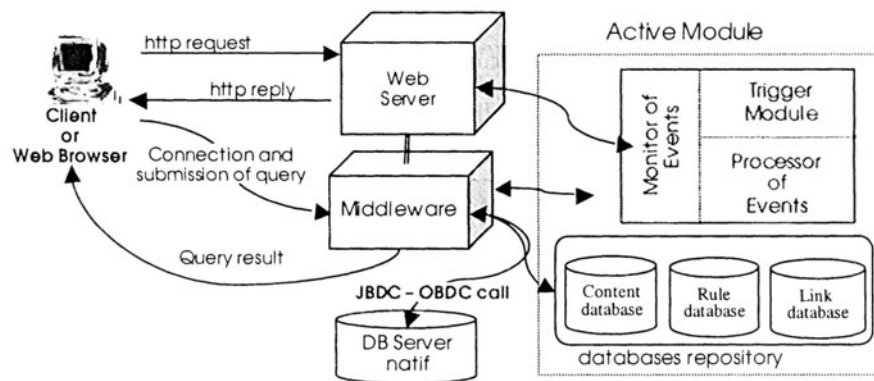 Active Module
http request
Web
Server
http reply
Client
or
Web Browser
Monitor of
Events
Trigger
Module
Processor
of
Events
Connection and
submission of query
Middleware
Query result
JBDC – OBDC call
DB Server
natif
Content
database
Rule
database
Link
database
databases repository